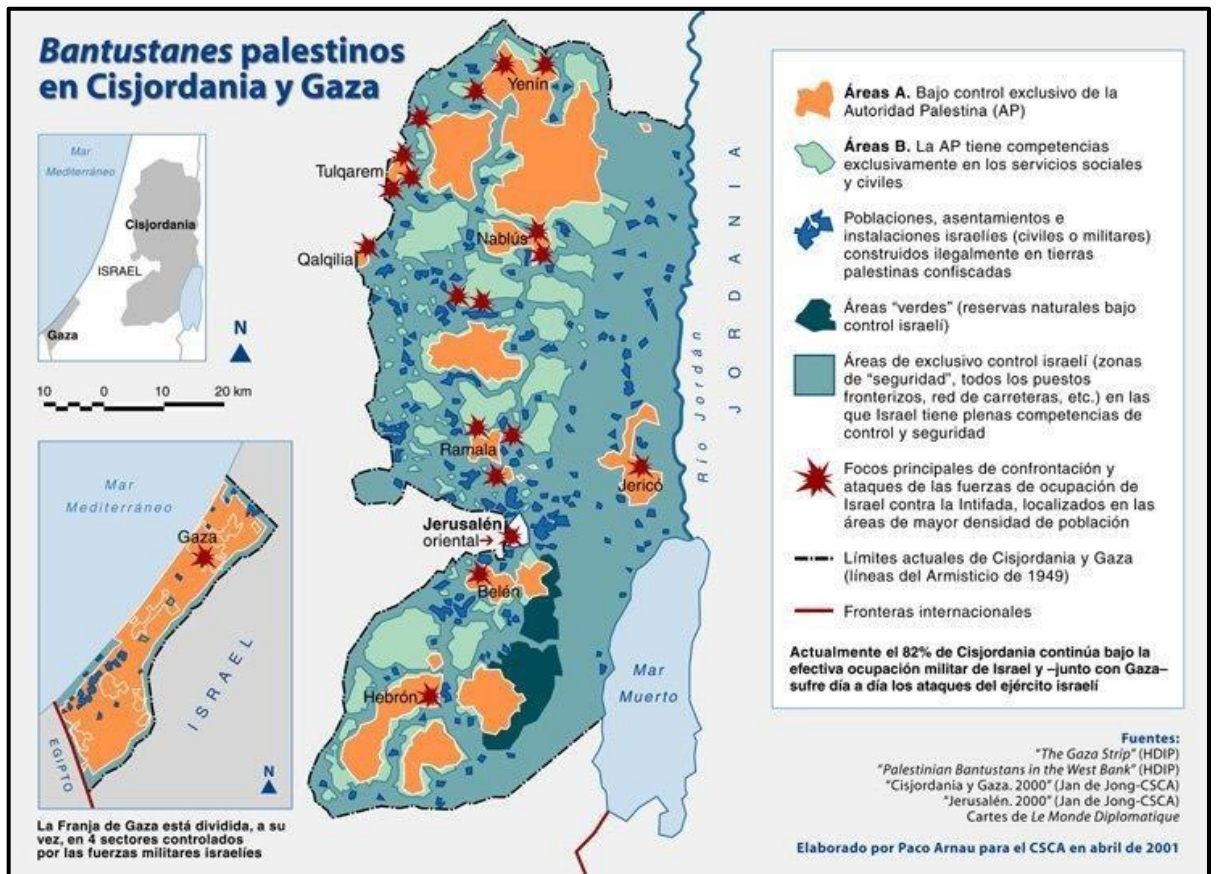 Bantustanes palestinos
en Cisjordania y Gaza
Mar
Mediterráneo
Cisjordania
ISRAEL
Gaza
N
10 0 10 20 km
Mar
Mediterráneo
Gaza
ISRAEL
EGIPTO
N
La Franja de Gaza está dividida, a su
vez, en 4 sectores controlados
por las fuerzas militares israelíes
Yenín
Tulqarem
Nablús
Qalqilia
Ramala
Jericó
Jerusalén
oriental→
Belén
Hebrón
Mar
Muerto
Río Jordán
JORDANIA
Áreas A. Bajo control exclusivo de la
Autoridad Palestina (AP)
Áreas B. La AP tiene competencias
exclusivamente en los servicios sociales
y civiles
Poblaciones, asentamientos e
instalaciones israelíes (civiles o militares)
construidos ilegalmente en tierras
palestinas confiscadas
Áreas “verdes” (reservas naturales bajo
control israelí)
Áreas de exclusivo control israelí (zonas
de “seguridad”, todos los puestos
fronterizos, red de carreteras, etc.) en las
que Israel tiene plenas competencias de
control y seguridad
Focos principales de confrontación y
ataques de las fuerzas de ocupación de
Israel contra la Intifada, localizados en las
áreas de mayor densidad de población
Límites actuales de Cisjordania y Gaza
(líneas del Armisticio de 1949)
Fronteras internacionales
Actualmente el 82% de Cisjordania continúa bajo la
efectiva ocupación militar de Israel y –junto con Gaza–
sufre día a día los ataques del ejército israelí
Fuentes:
“The Gaza Strip” (HDIP)
“Palestinian Bantustans in the West Bank” (HDIP)
“Cisjordania y Gaza. 2000” (Jan de Jong-CSCA)
“Jerusalén. 2000” (Jan de Jong-CSCA)
Cartes de Le Monde Diplomatique
Elaborado por Paco Arnau para el CSCA en abril de 2001